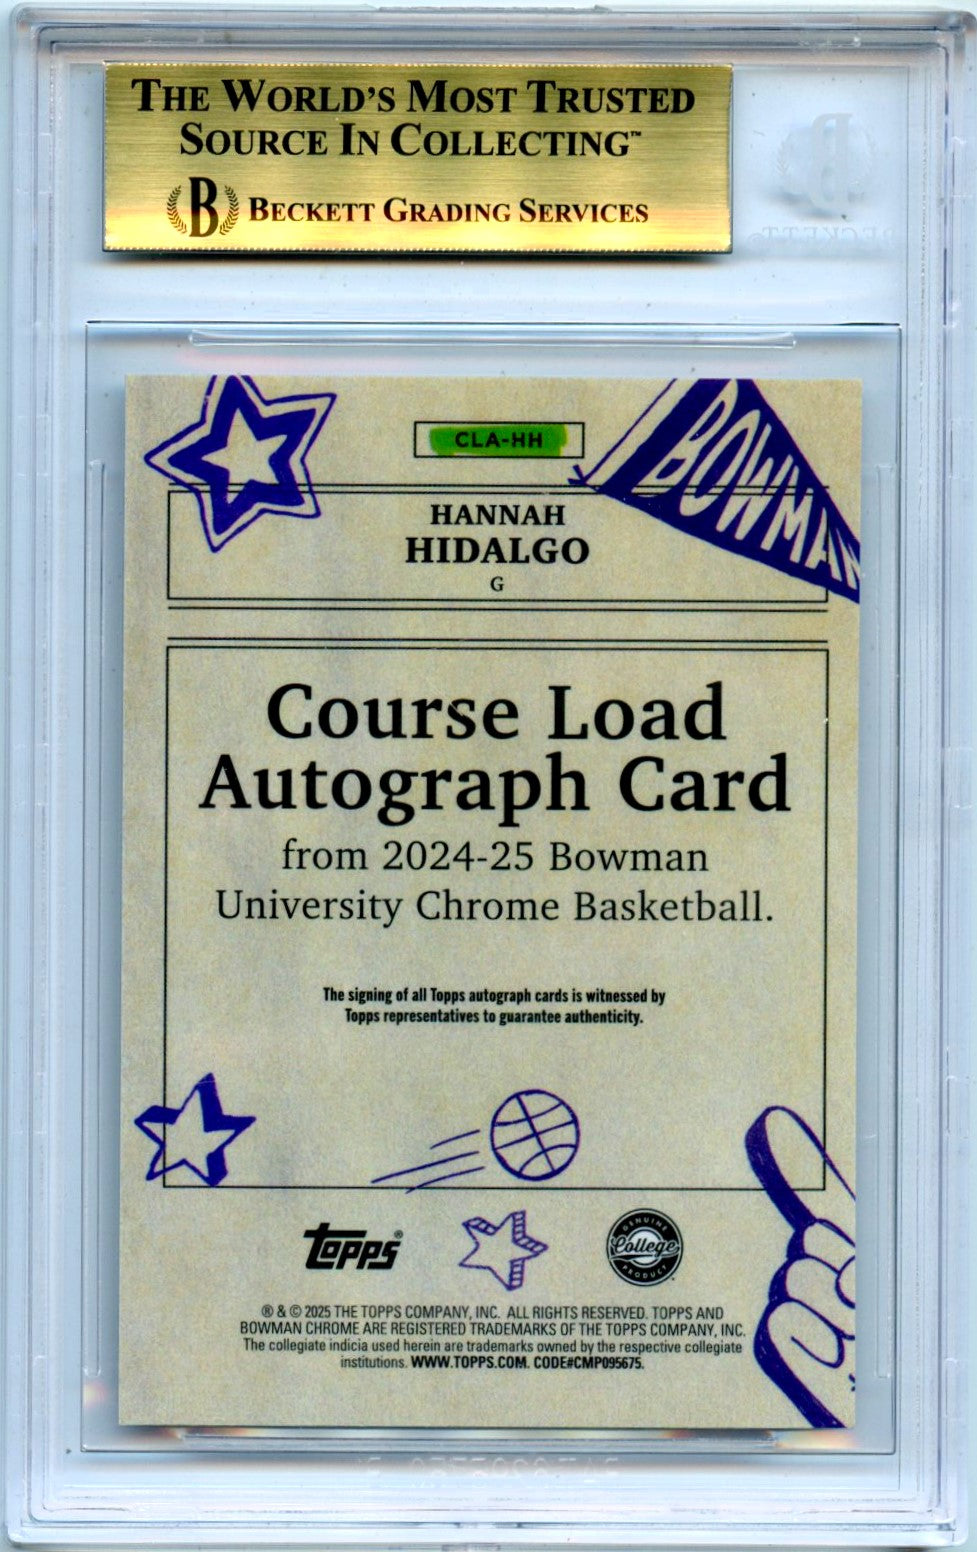 THE WORLD'S MOST TRUSTED
SOURCE IN COLLECTING™
B BECKETT GRADING SERVICES
B
BECKETT®
CLA-HH
BOWMAN
HANNAH
HIDALGO
G
Course Load
Autograph Card
from 2024-25 Bowman
University Chrome Basketball.
The signing of all Topps autograph cards is witnessed by
Topps representatives to guarantee authenticity.
topps®
GENUINE
College
PRODUCT
® & © 2025 THE TOPPS COMPANY, INC. ALL RIGHTS RESERVED. TOPPS AND
BOWMAN CHROME ARE REGISTERED TRADEMARKS OF THE TOPPS COMPANY, INC.
The collegiate indicia used herein are trademarks owned by the respective collegiate
institutions. WWW.TOPPS.COM. CODE#CMP095675.